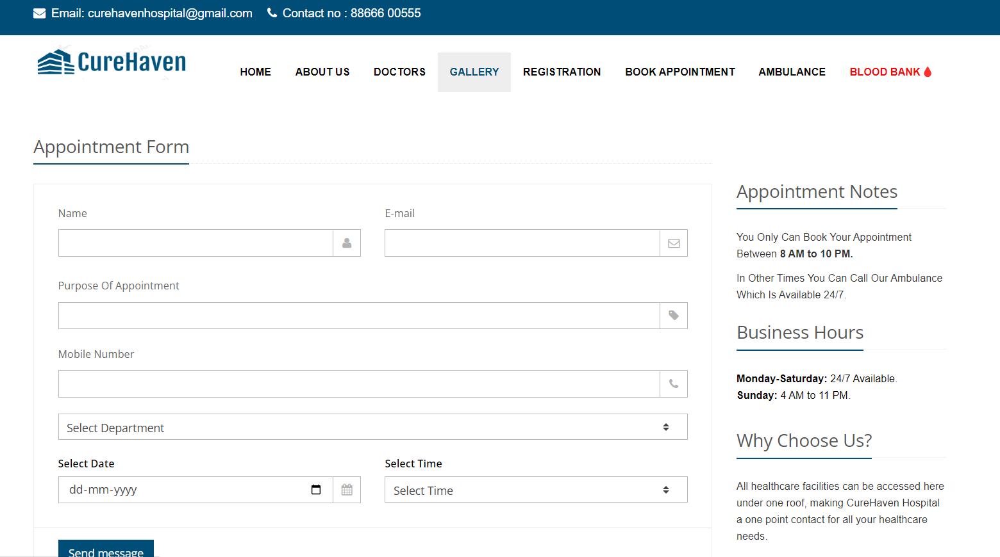 Email: curehavenhospital@gmail.com Contact no : 88666 00555
CureHaven
HOME ABOUT US DOCTORS GALLERY REGISTRATION BOOK APPOINTMENT AMBULANCE BLOOD BANK
Appointment Form
Name E-mail
Purpose Of Appointment
Mobile Number
Select Department
Select Date Select Time
dd-mm-yyyy Select Time
Send message
Appointment Notes
You Only Can Book Your Appointment
Between 8 AM to 10 PM.
In Other Times You Can Call Our Ambulance
Which Is Available 24/7.
Business Hours
Monday-Saturday: 24/7 Available.
Sunday: 4 AM to 11 PM.
Why Choose Us?
All healthcare facilities can be accessed here
under one roof, making CureHaven Hospital
a one point contact for all your healthcare
needs.